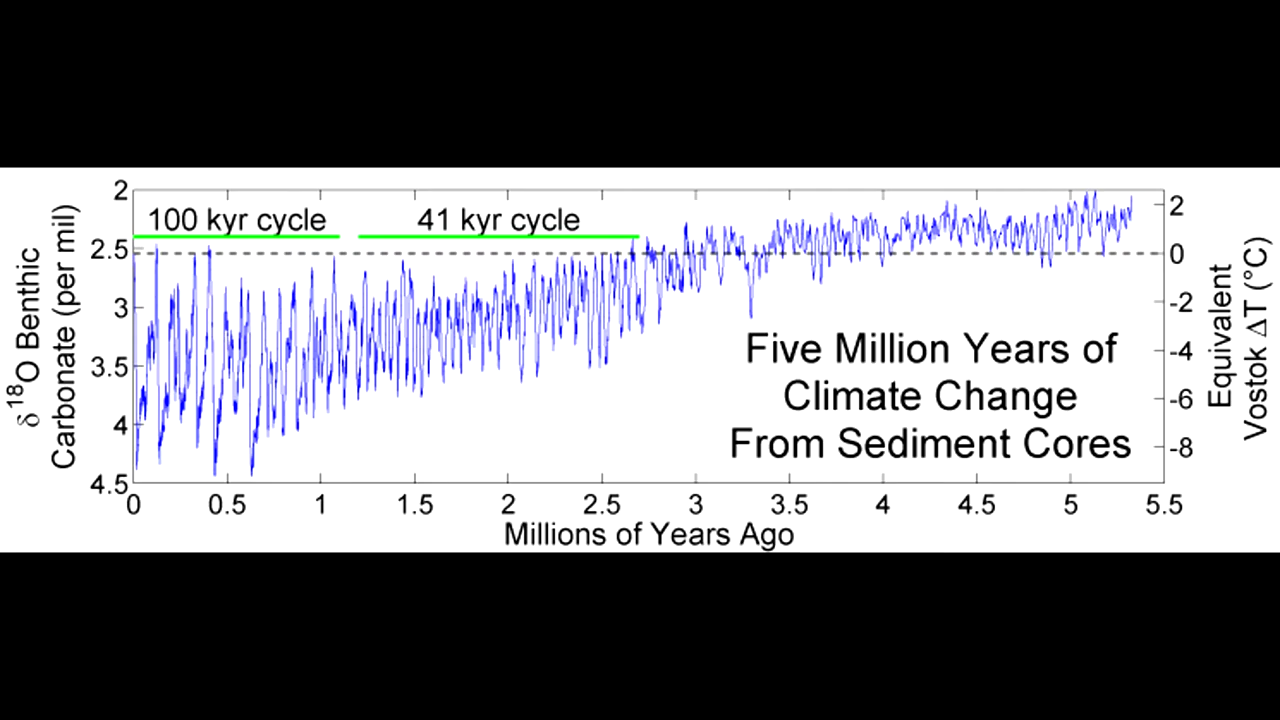 2
2.5
3
3.5
4
4.5
δ18O Benthic
Carbonate (per mil)
100 kyr cycle
41 kyr cycle
Five Million Years of
Climate Change
From Sediment Cores
2
0
-2
-4
-6
-8
Equivalent
Vostok ΔT (°C)
0 0.5 1 1.5 2 2.5 3 3.5 4 4.5 5 5.5
Millions of Years Ago